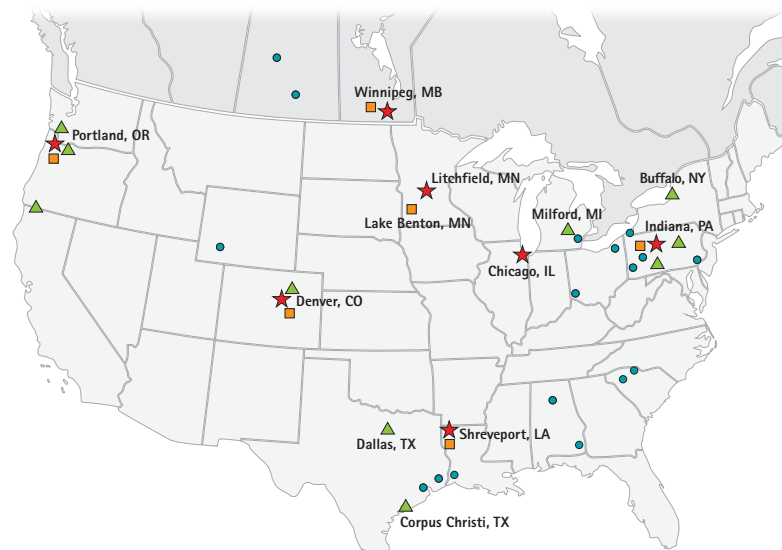 Winnipeg, MB
Portland, OR
Litchfield, MN
Buffalo, NY
Lake Benton, MN
Milford, MI
Indiana, PA
Chicago, IL
Denver, CO
Shreveport, LA
Dallas, TX
Corpus Christi, TX